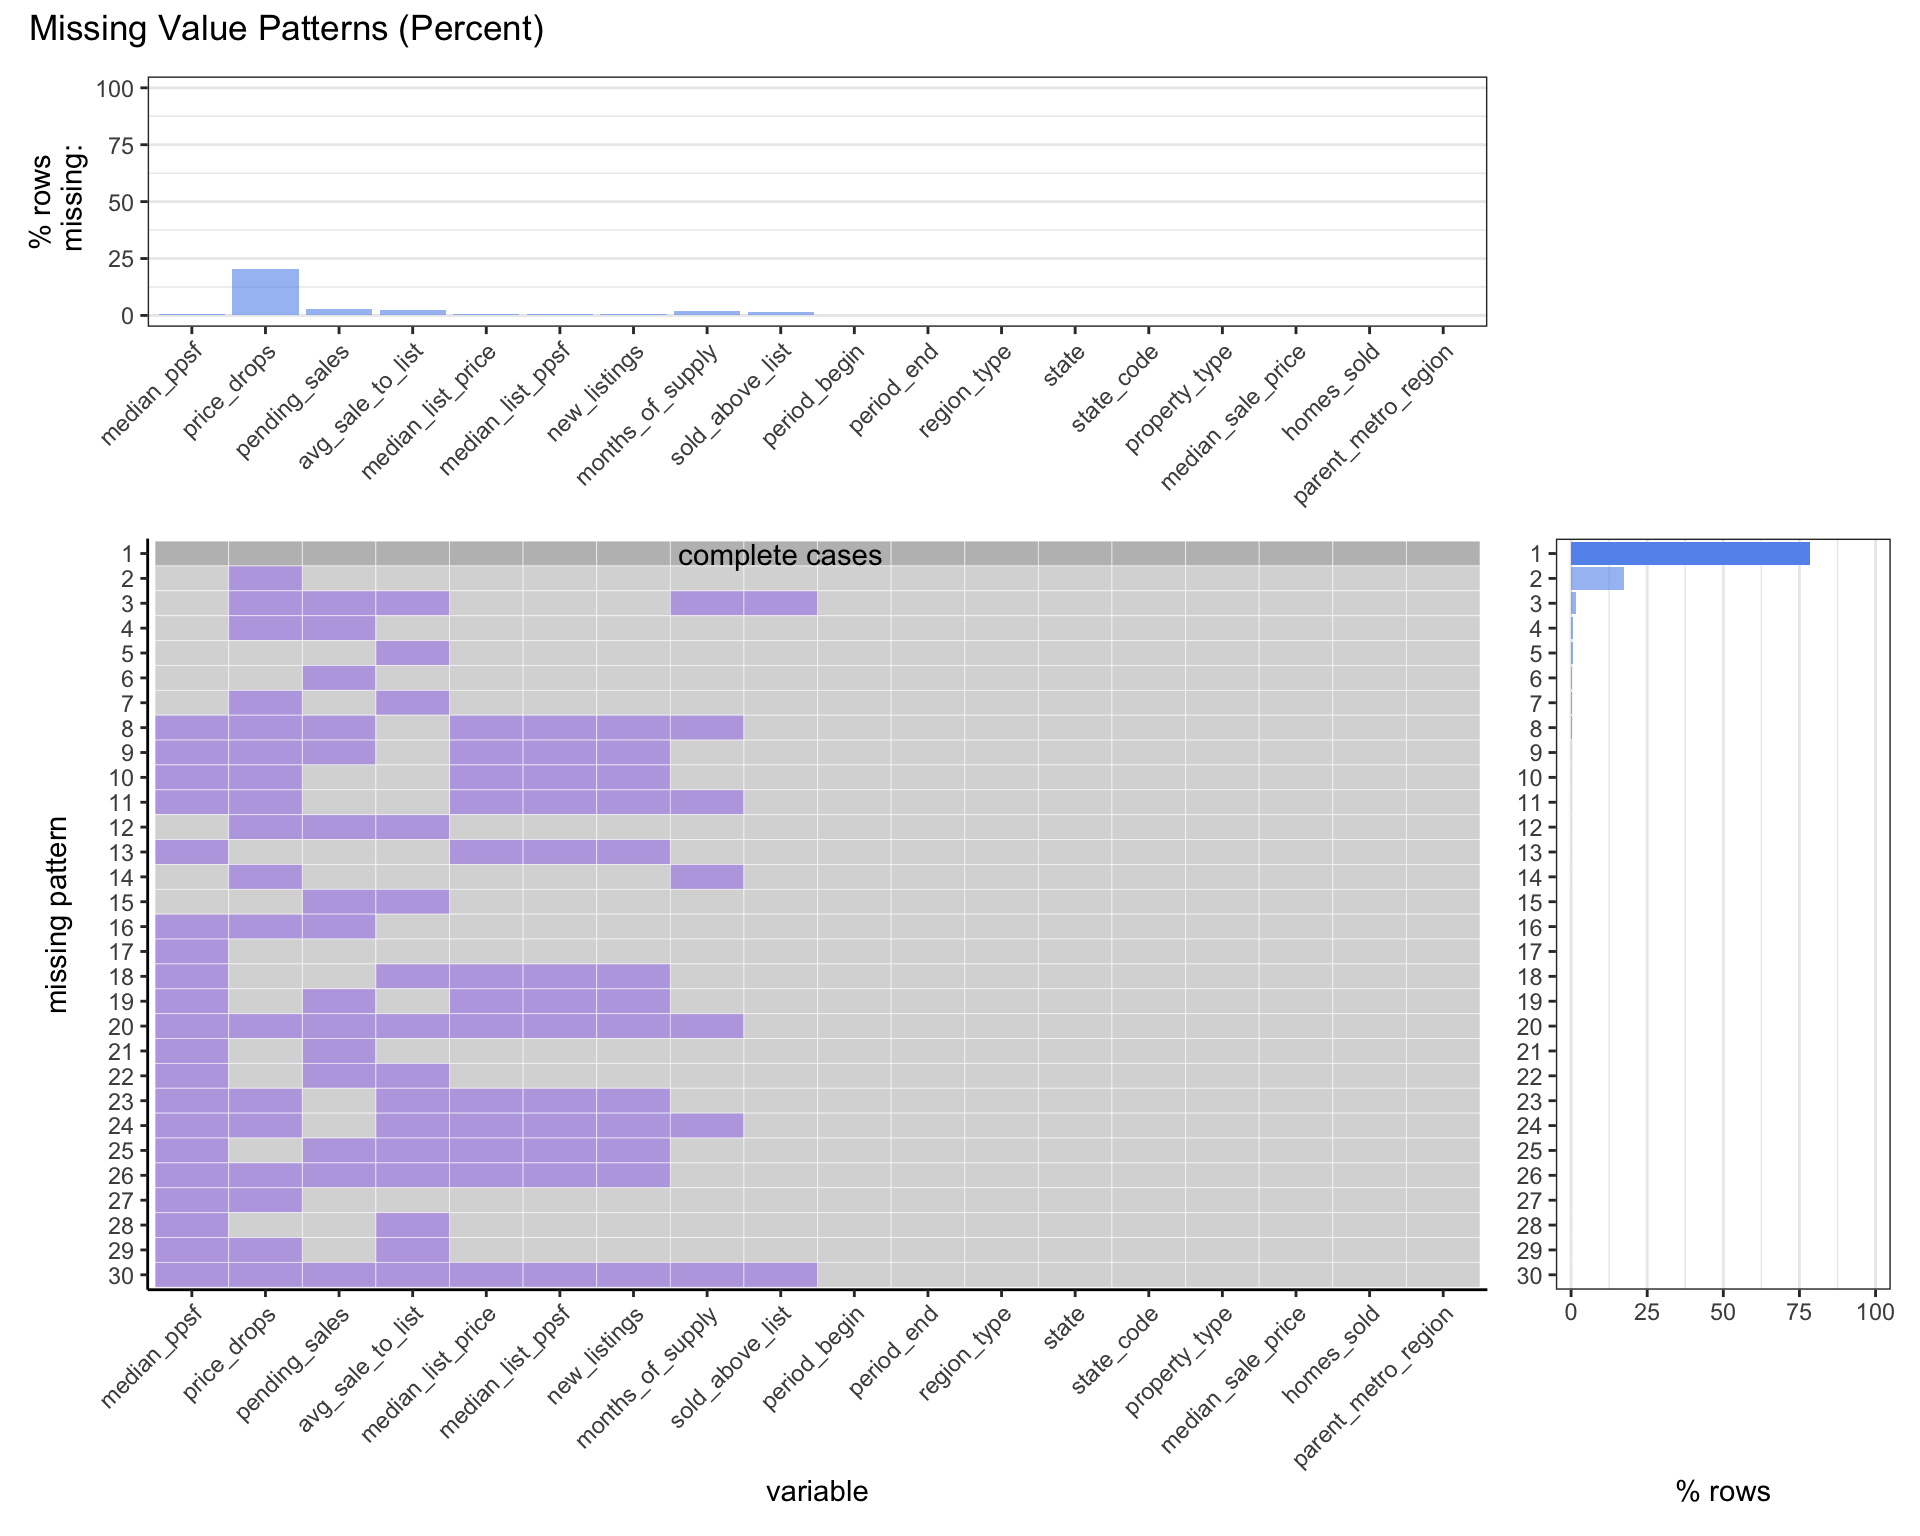 Missing Value Patterns (Percent)
% rows
missing:
100
75
50
25
0
median_ppsf
price_drops
pending_sales
avg_sale_to_list
median_list_price
median_list_ppsf
new_listings
months_of_supply
sold_above_list
period_begin
period_end
region_type
state
state_code
property_type
median_sale_price
homes_sold
parent_metro_region
missing pattern
complete cases
1
2
3
4
5
6
7
8
9
10
11
12
13
14
15
16
17
18
19
20
21
22
23
24
25
26
27
28
29
30
median_ppsf
price_drops
pending_sales
avg_sale_to_list
median_list_price
median_list_ppsf
new_listings
months_of_supply
sold_above_list
period_begin
period_end
region_type
state
state_code
property_type
median_sale_price
homes_sold
parent_metro_region
variable
1
2
3
4
5
6
7
8
9
10
11
12
13
14
15
16
17
18
19
20
21
22
23
24
25
26
27
28
29
30
0 25 50 75 100
% rows